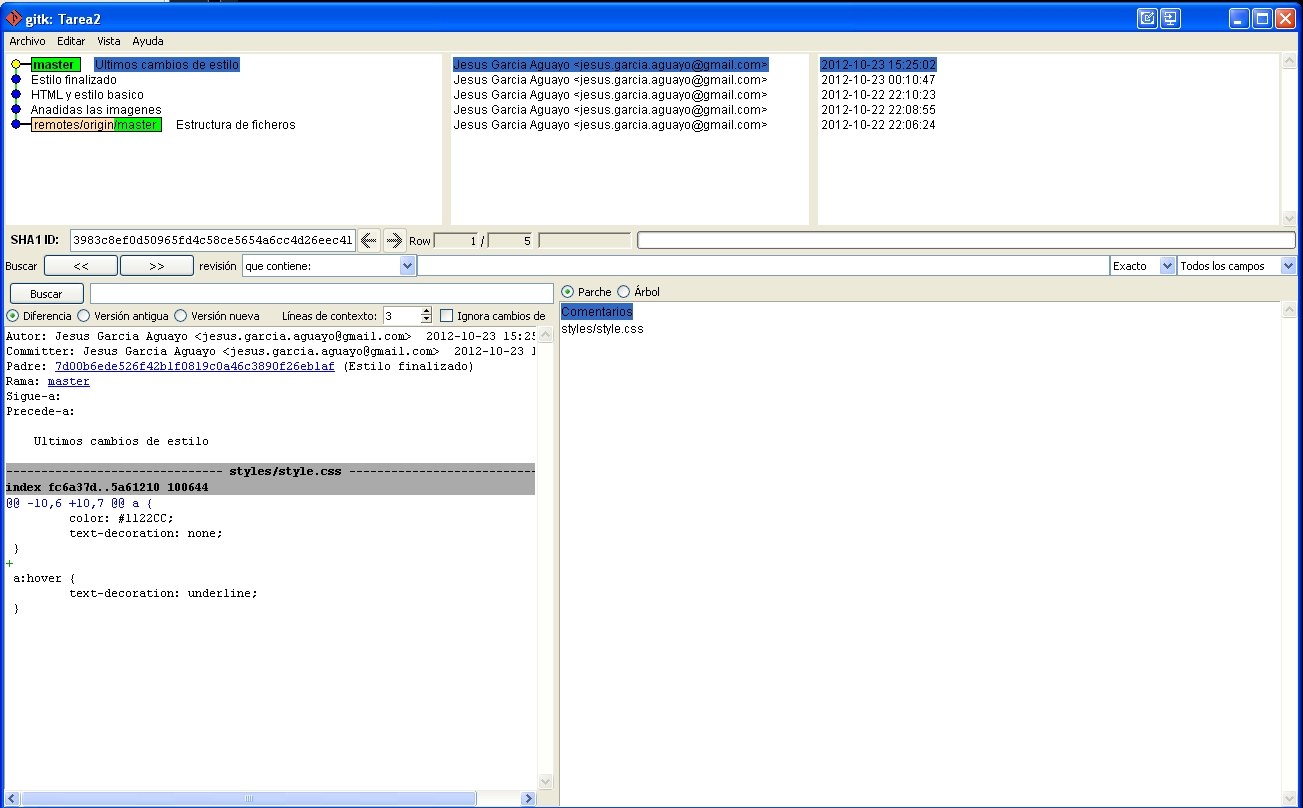 gitk: Tarea2
Archivo Editar Vista Ayuda
master Ultimos cambios de estilo Jesus Garcia Aguayo <jesus.garcia.aguayo@gmail.com> 2012-10-23 15:25:02
Estilo finalizado Jesus Garcia Aguayo <jesus.garcia.aguayo@gmail.com> 2012-10-23 00:10:47
HTML y estilo basico Jesus Garcia Aguayo <jesus.garcia.aguayo@gmail.com> 2012-10-22 22:10:23
Anadidas las imagenes Jesus Garcia Aguayo <jesus.garcia.aguayo@gmail.com> 2012-10-22 22:08:55
remotes/origin/master Estructura de ficheros Jesus Garcia Aguayo <jesus.garcia.aguayo@gmail.com> 2012-10-22 22:06:24
SHA1 ID: 3983c8ef0d50965fd4c58ce5654a6cc4d26eec41 Row 1 / 5
Buscar << >> revisión que contiene: Exacto Todos los campos
Buscar
Parche Árbol
Diferencia Versión antigua Versión nueva Líneas de contexto: 3 Ignora cambios de
Comentarios
styles/style.css
Autor: Jesus Garcia Aguayo <jesus.garcia.aguayo@gmail.com> 2012-10-23 15:25
Committer: Jesus Garcia Aguayo <jesus.garcia.aguayo@gmail.com> 2012-10-23 1
Padre: 7d00b6ede526f42b1f0819c0a46c3890f26eb1af (Estilo finalizado)
Rama: master
Sigue-a:
Precede-a:
Ultimos cambios de estilo
------------------------------- styles/style.css ---------------------------
index fc6a37d..5a61210 100644
@@ -10,6 +10,7 @@ a {
color: #1122CC;
text-decoration: none;
}
+
a:hover {
text-decoration: underline;
}